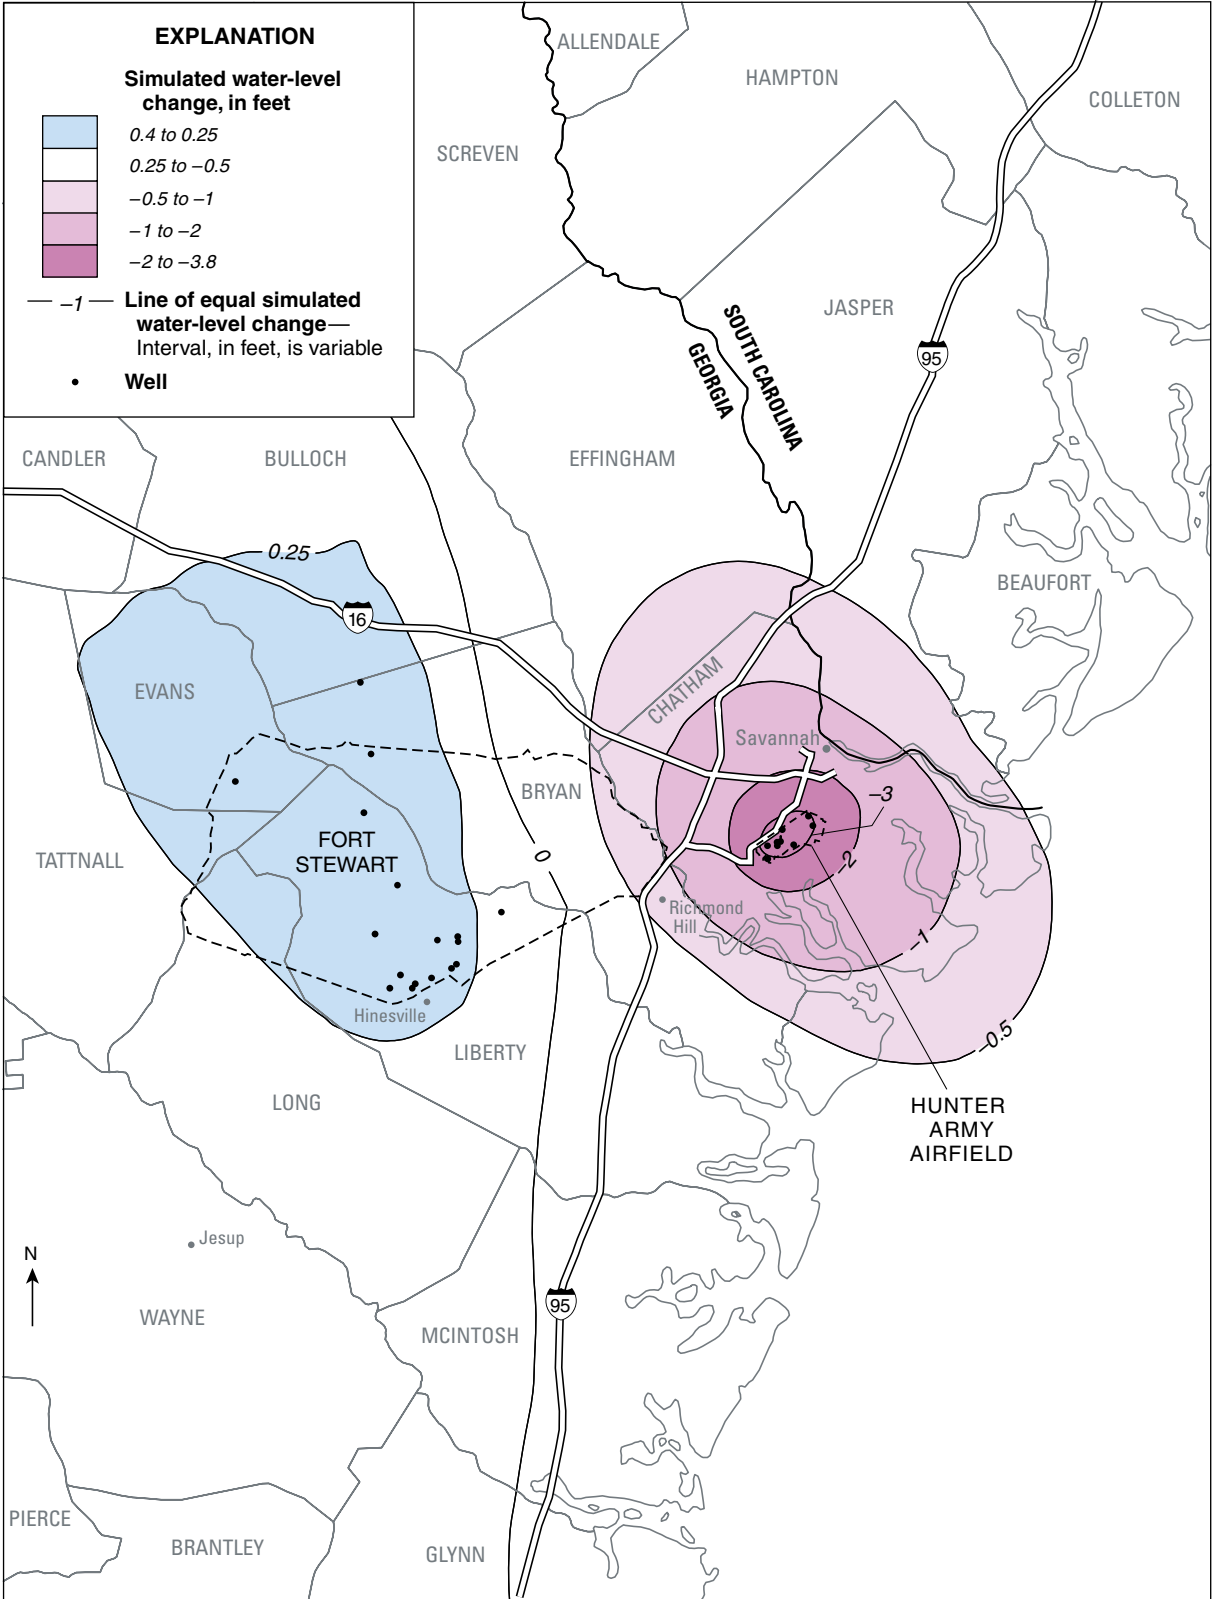 EXPLANATION
Simulated water-level
change, in feet
0.4 to 0.25
0.25 to –0.5
–0.5 to –1
–1 to –2
–2 to –3.8
–1
Line of equal simulated
water-level change—
Interval, in feet, is variable
Well
ALLENDALE
HAMPTON
COLLETON
SCREVEN
JASPER
SOUTH CAROLINA
GEORGIA
95
CANDLER
BULLOCH
EFFINGHAM
0.25
BEAUFORT
16
EVANS
CHATHAM
Savannah
BRYAN
–3
FORT
STEWART
TATTNALL
0
2
Richmond
Hill
–1
Hinesville
–0.5
LIBERTY
LONG
HUNTER
ARMY
AIRFIELD
Jesup
N
WAYNE
95
MCINTOSH
PIERCE
BRANTLEY
GLYNN